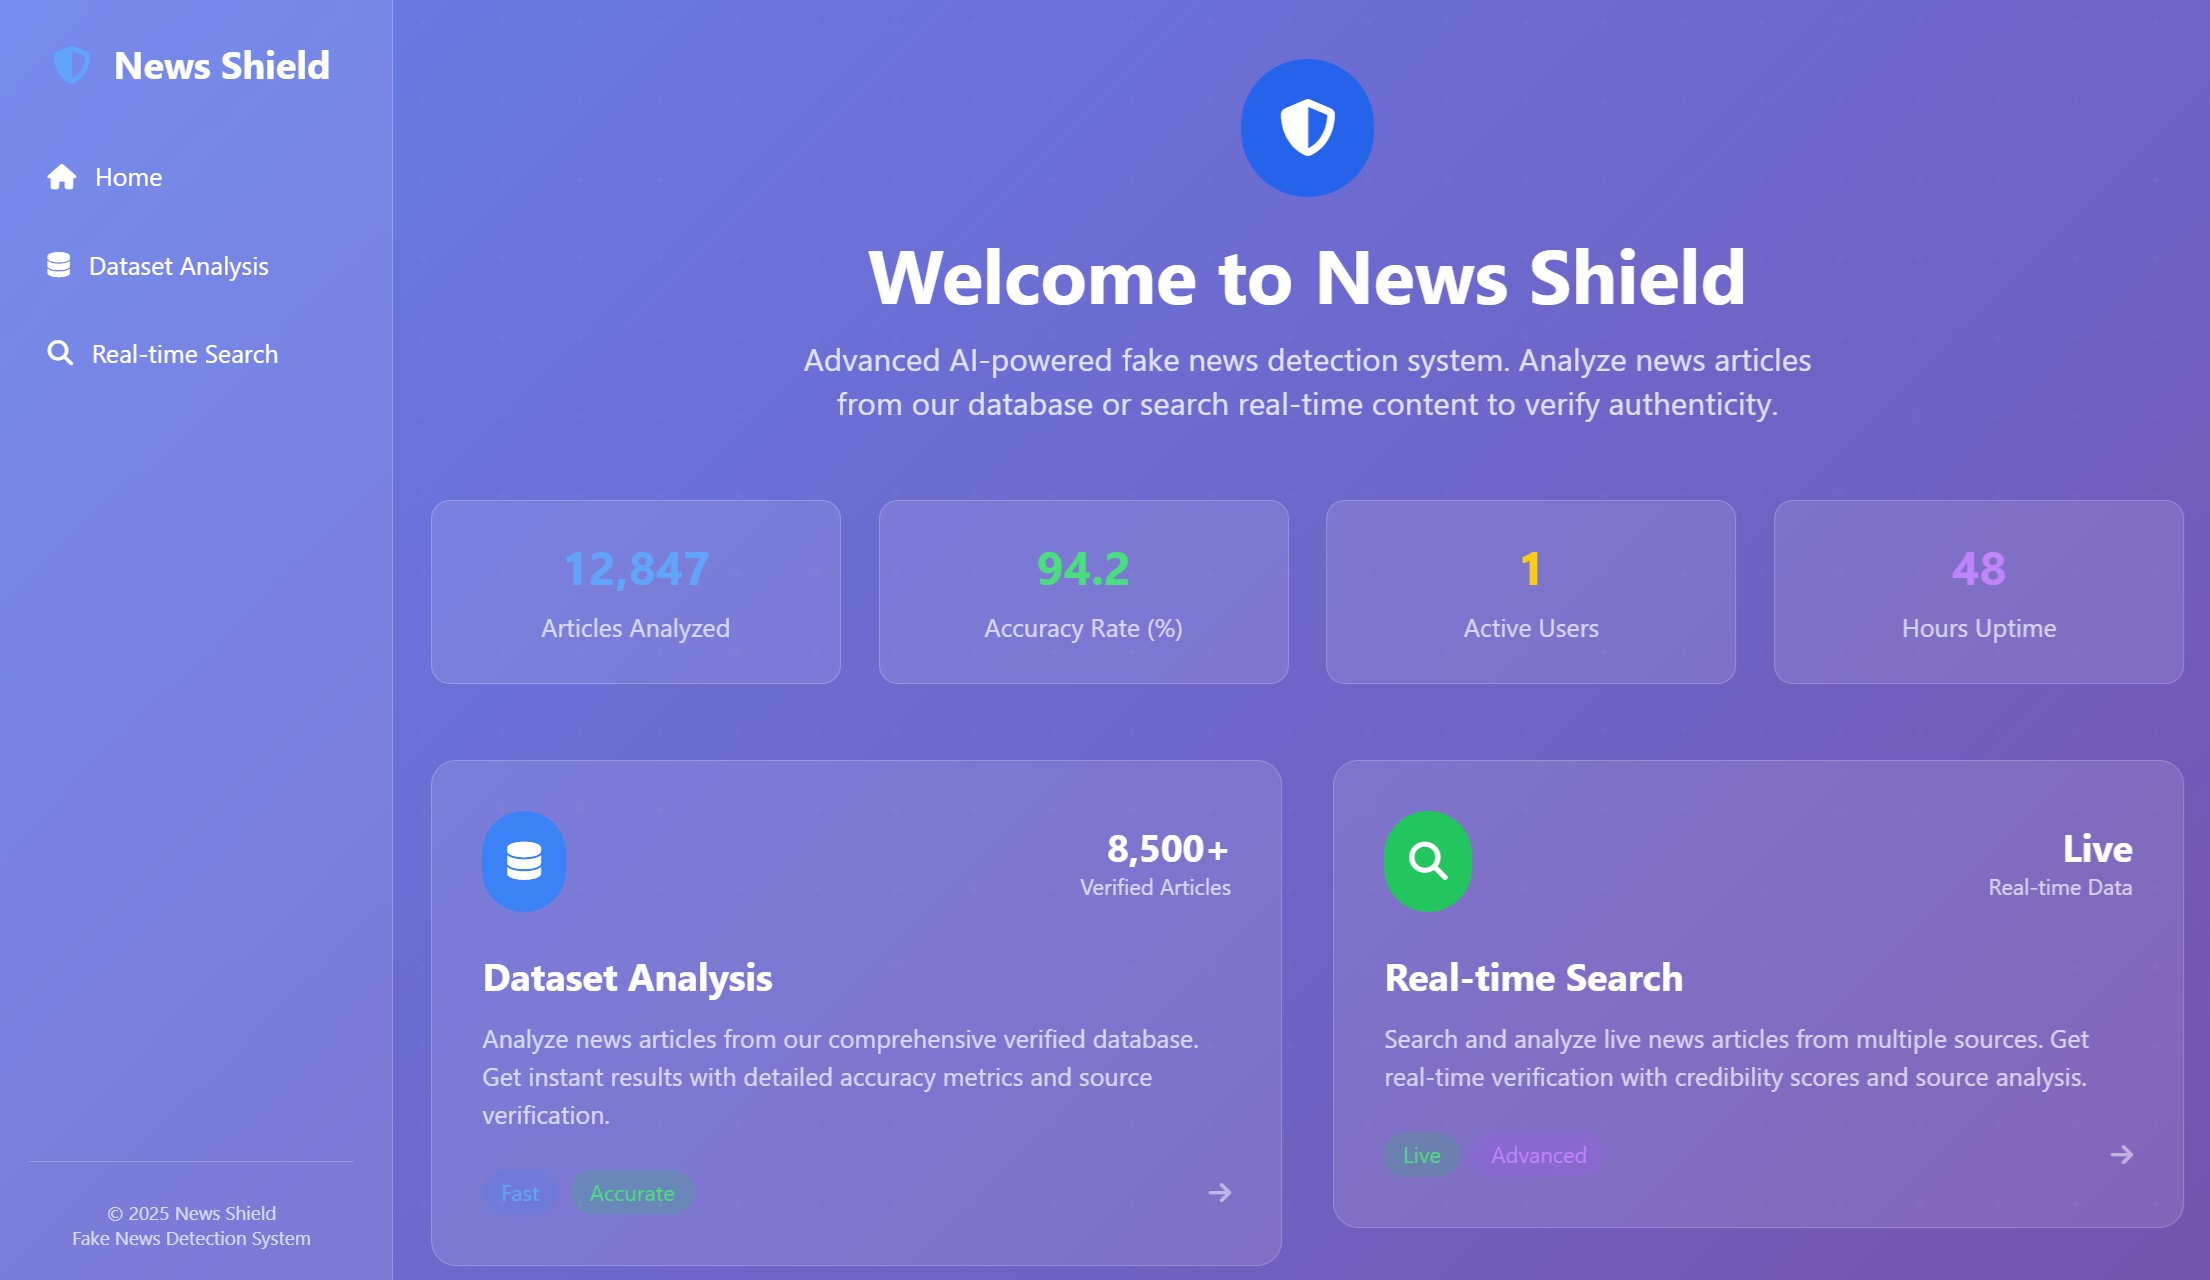 News Shield
Home
Dataset Analysis
Real-time Search
© 2025 News Shield
Fake News Detection System
Welcome to News Shield
Advanced AI-powered fake news detection system. Analyze news articles
from our database or search real-time content to verify authenticity.
12,847
Articles Analyzed
94.2
Accuracy Rate (%)
1
Active Users
48
Hours Uptime
8,500+
Verified Articles
Dataset Analysis
Analyze news articles from our comprehensive verified database.
Get instant results with detailed accuracy metrics and source
verification.
Fast
Accurate
Live
Real-time Data
Real-time Search
Search and analyze live news articles from multiple sources. Get
real-time verification with credibility scores and source analysis.
Live
Advanced